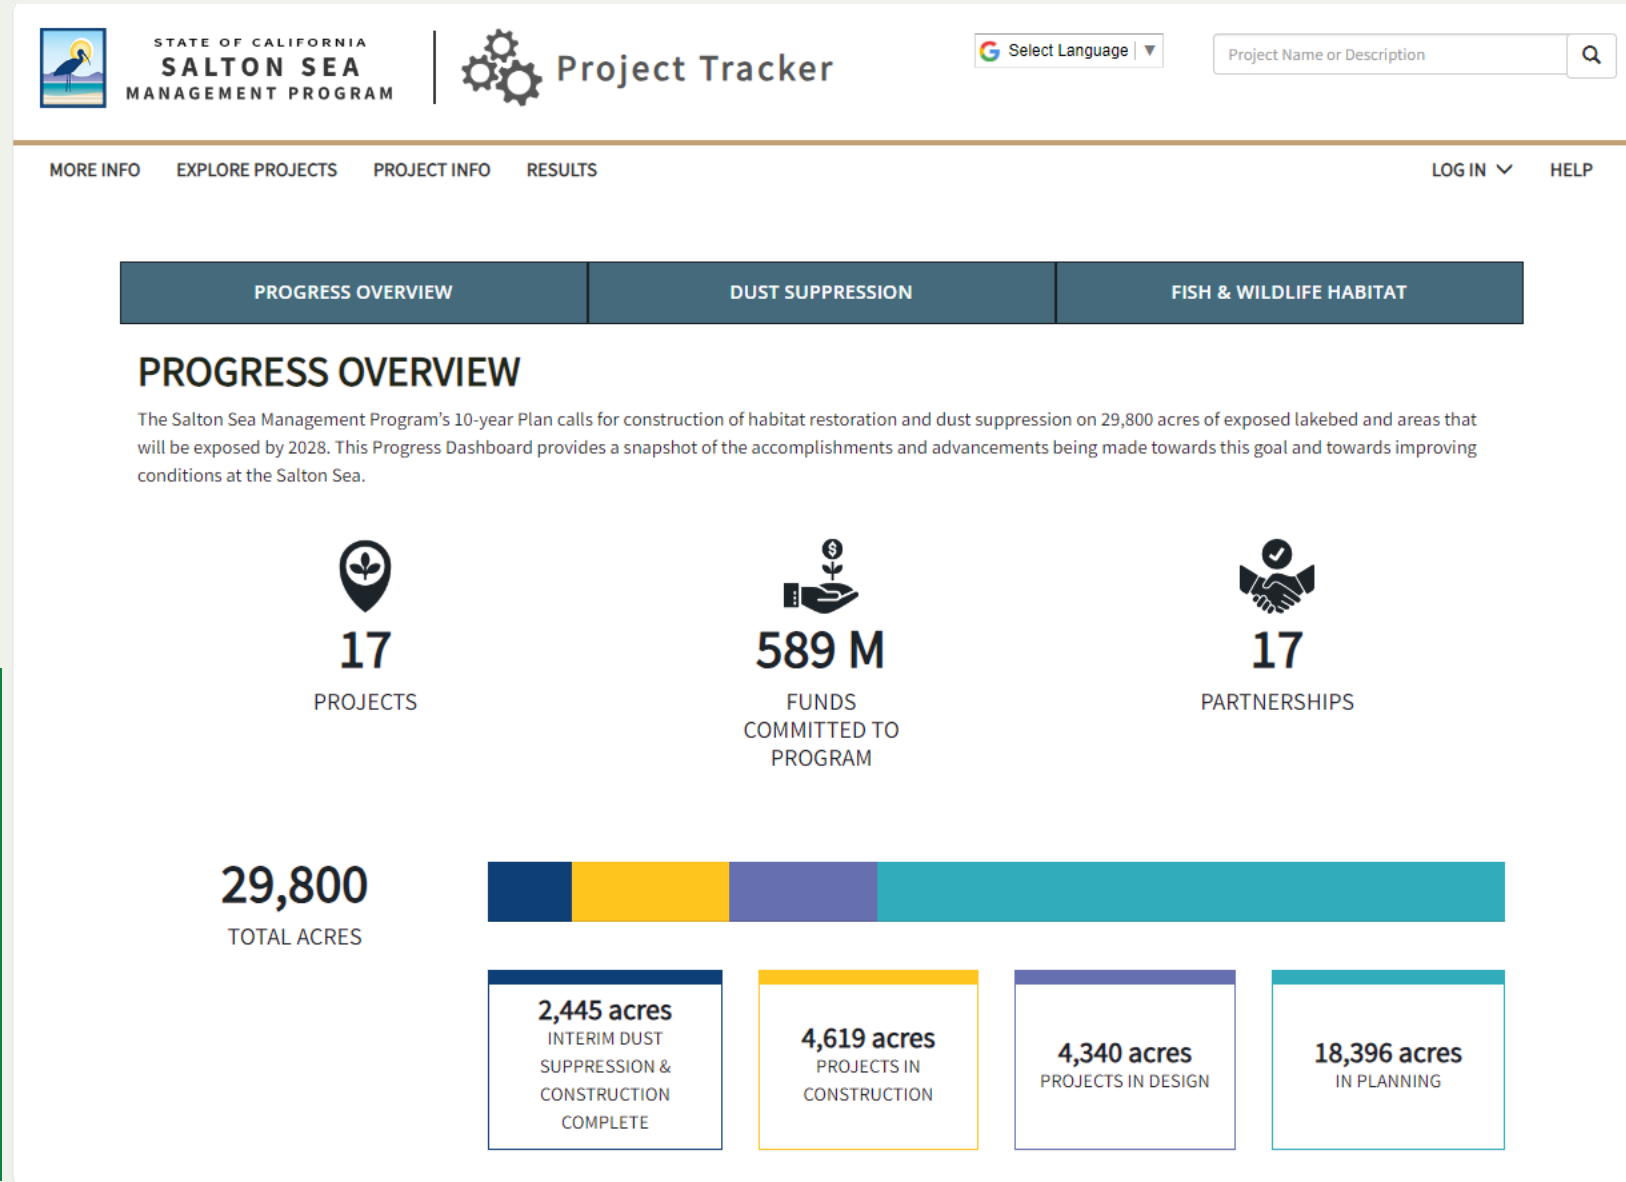 STATE OF CALIFORNIA
SALTON SEA
MANAGEMENT PROGRAM
Project Tracker
Select Language
Project Name or Description
MORE INFO
EXPLORE PROJECTS
PROJECT INFO
RESULTS
LOG IN
HELP
PROGRESS OVERVIEW
DUST SUPPRESSION
FISH & WILDLIFE HABITAT
PROGRESS OVERVIEW
The Salton Sea Management Program’s 10-year Plan calls for construction of habitat restoration and dust suppression on 29,800 acres of exposed lakebed and areas that
will be exposed by 2028. This Progress Dashboard provides a snapshot of the accomplishments and advancements being made towards this goal and towards improving
conditions at the Salton Sea.
17
PROJECTS
589 M
FUNDS
COMMITTED TO
PROGRAM
17
PARTNERSHIPS
29,800
TOTAL ACRES
2,445 acres
INTERIM DUST
SUPPRESSION &
CONSTRUCTION
COMPLETE
4,619 acres
PROJECTS IN
CONSTRUCTION
4,340 acres
PROJECTS IN DESIGN
18,396 acres
IN PLANNING